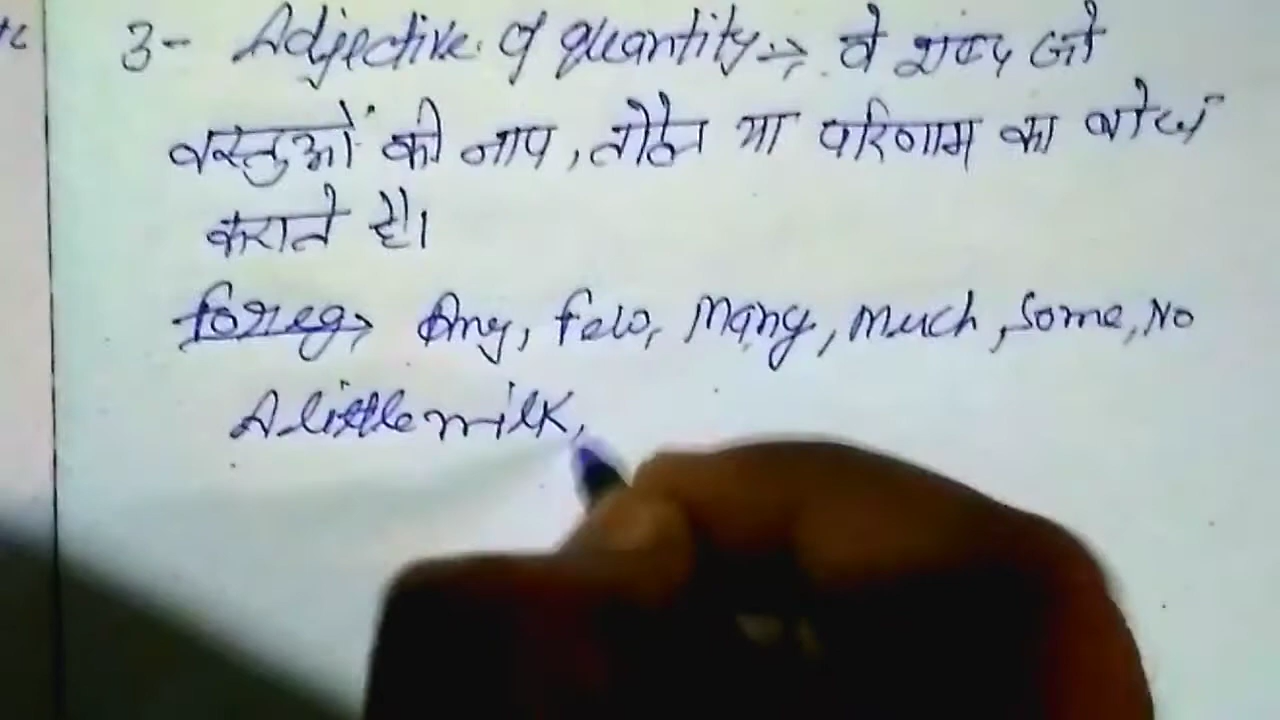 3- Adjective of quantity → वे शब्द जो
वस्तुओं की नाप, तौल या परिणाम का बोध
कराते है।
for eg → Any, few, Many, Much, Some, No
A little milk,